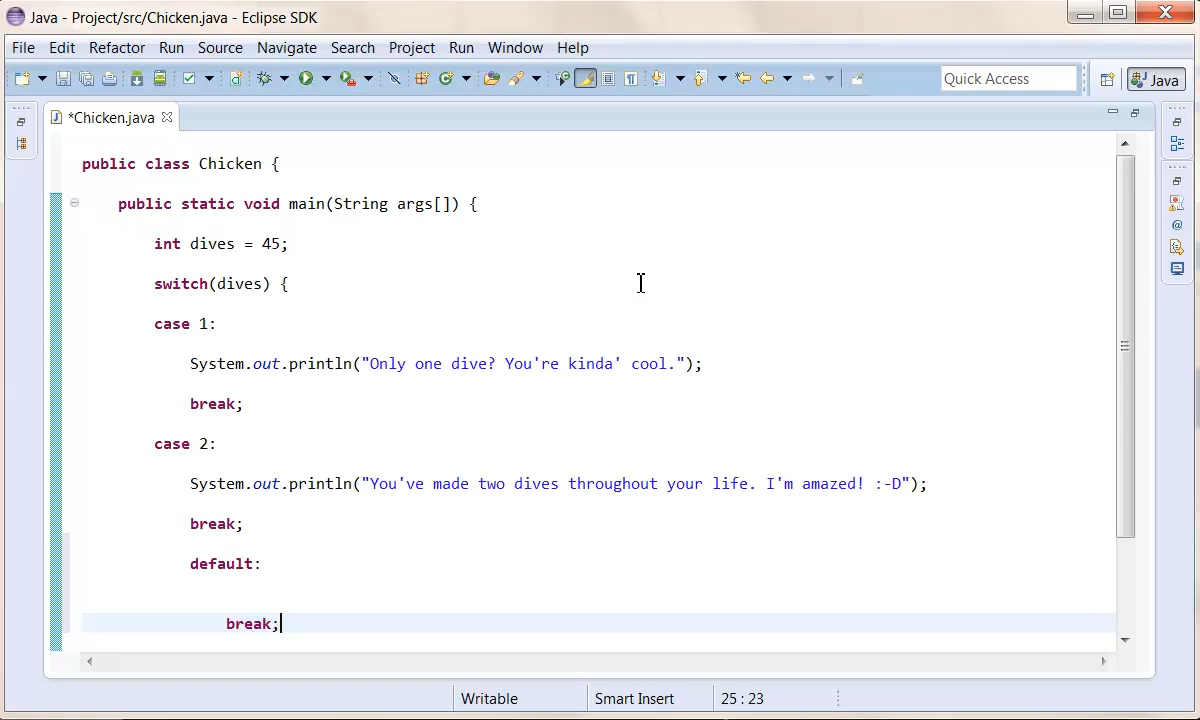 Java - Project/src/Chicken.java - Eclipse SDK
File Edit Refactor Run Source Navigate Search Project Run Window Help
Quick Access Java
*Chicken.java
public class Chicken {
public static void main(String args[]) {
int dives = 45;
switch(dives) {
case 1:
System.out.println("Only one dive? You're kinda' cool.");
break;
case 2:
System.out.println("You've made two dives throughout your life. I'm amazed! :-D");
break;
default:
break;
Writable Smart Insert 25 : 23